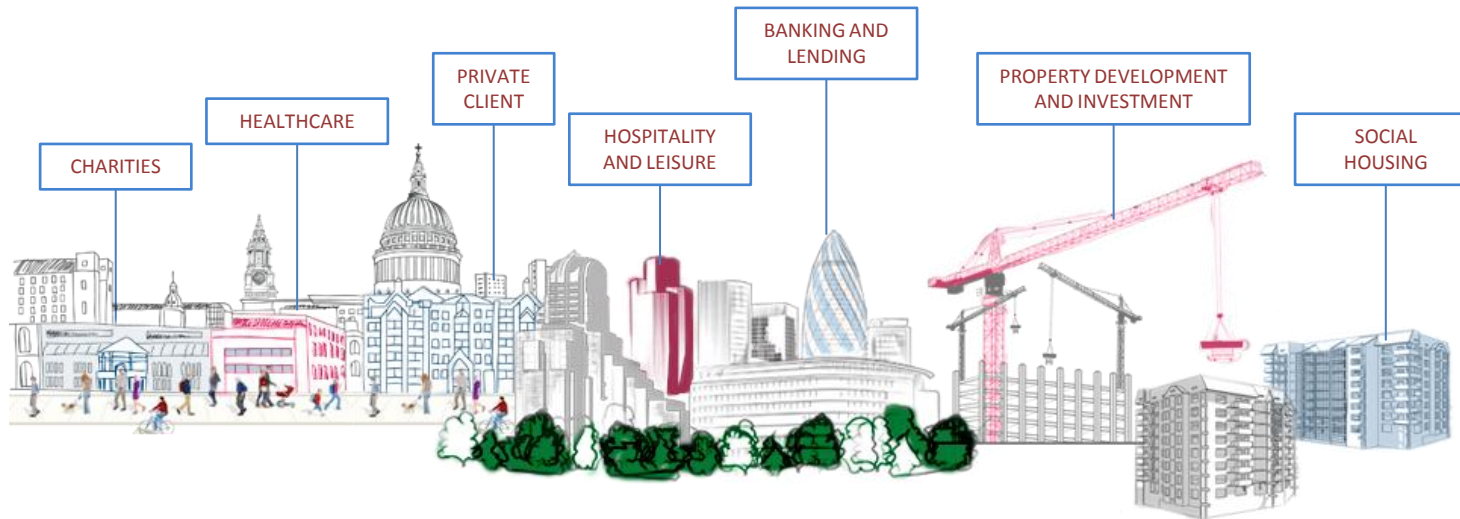 CHARITIES
HEALTHCARE
PRIVATE
CLIENT
HOSPITALITY
AND LEISURE
BANKING AND
LENDING
PROPERTY DEVELOPMENT
AND INVESTMENT
SOCIAL
HOUSING